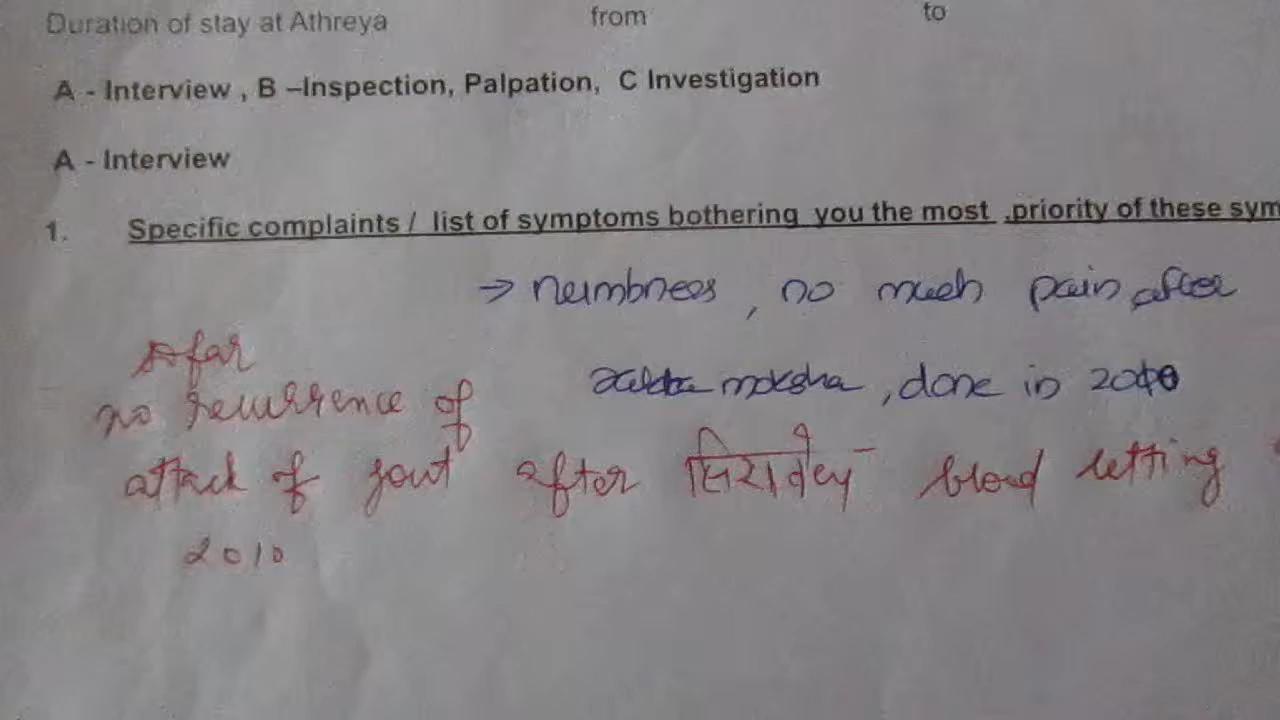 Duration of stay at Athreya from to
A - Interview , B –Inspection, Palpation, C Investigation
A - Interview
1. Specific complaints / list of symptoms bothering you the most ,priority of these sym
→ numbness, no much pain after
moksha, done in 2010
far
no recurrence of
attack of gout after सिरावेध blood letting
2010